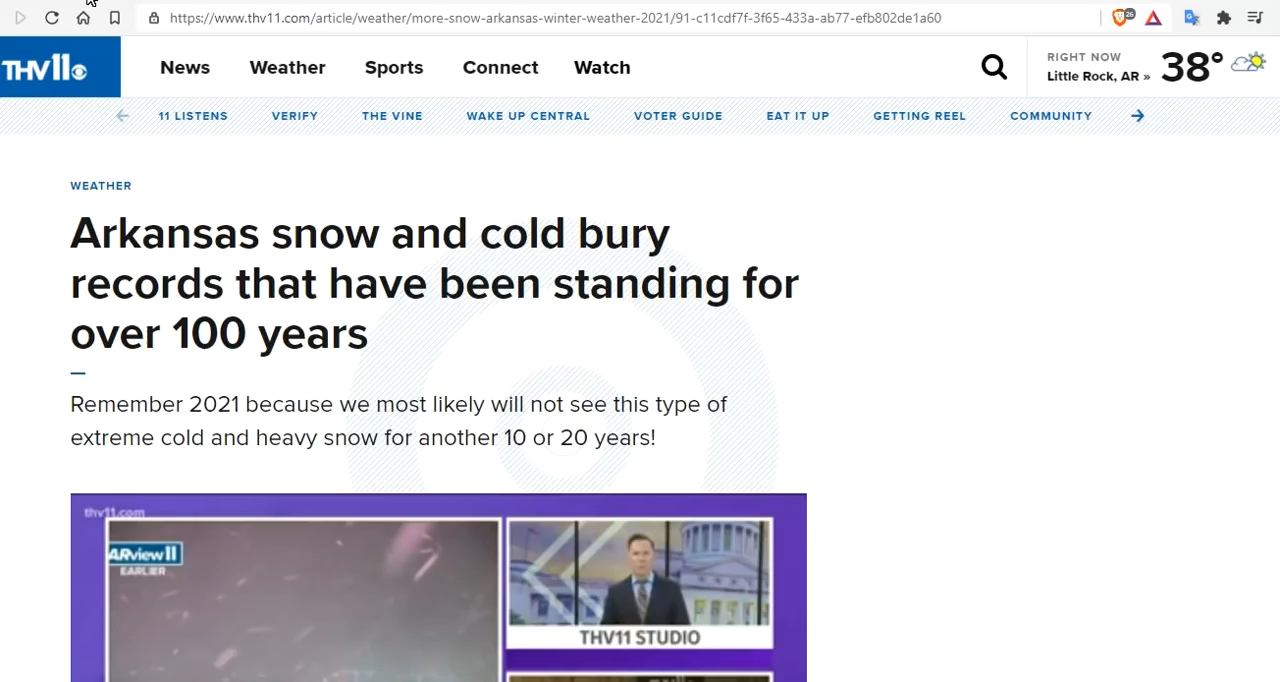 https://www.thv11.com/article/weather/more-snow-arkansas-winter-weather-2021/91-c11cdf7f-3f65-433a-ab77-efb802de1a60
26
THV11
News Weather Sports Connect Watch
RIGHT NOW
Little Rock, AR »
38°
11 LISTENS VERIFY THE VINE WAKE UP CENTRAL VOTER GUIDE EAT IT UP GETTING REEL COMMUNITY
WEATHER
Arkansas snow and cold bury
records that have been standing for
over 100 years
Remember 2021 because we most likely will not see this type of
extreme cold and heavy snow for another 10 or 20 years!
thv11.com
ARview11
EARLIER
THV11 STUDIO